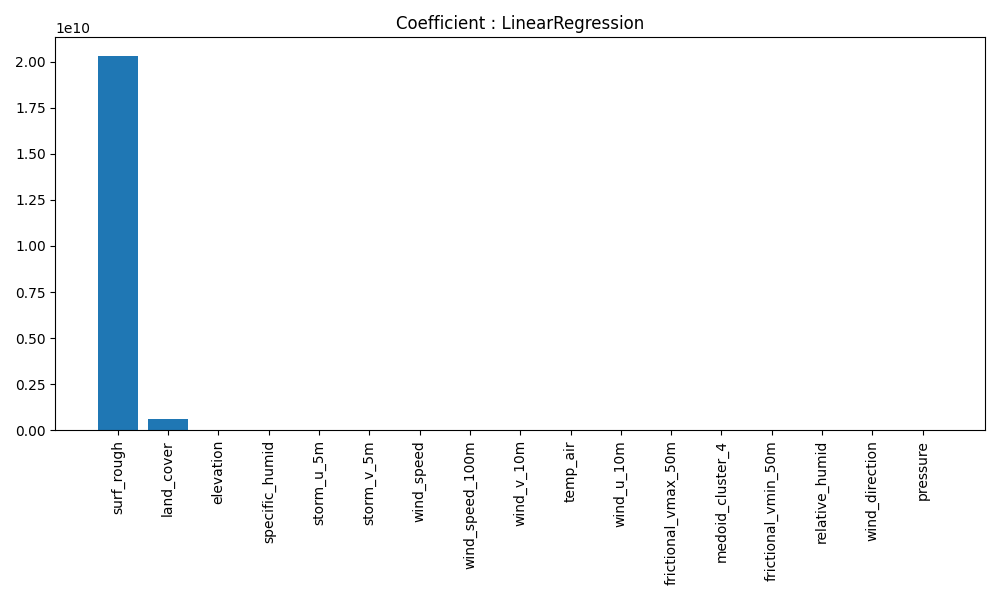 Coefficient : LinearRegression
1e10
2.00
1.75
1.50
1.25
1.00
0.75
0.50
0.25
0.00
surf_rough
land_cover
elevation
specific_humid
storm_u_5m
storm_v_5m
wind_speed
wind_speed_100m
wind_v_10m
temp_air
wind_u_10m
frictional_vmax_50m
medoid_cluster_4
frictional_vmin_50m
relative_humid
wind_direction
pressure